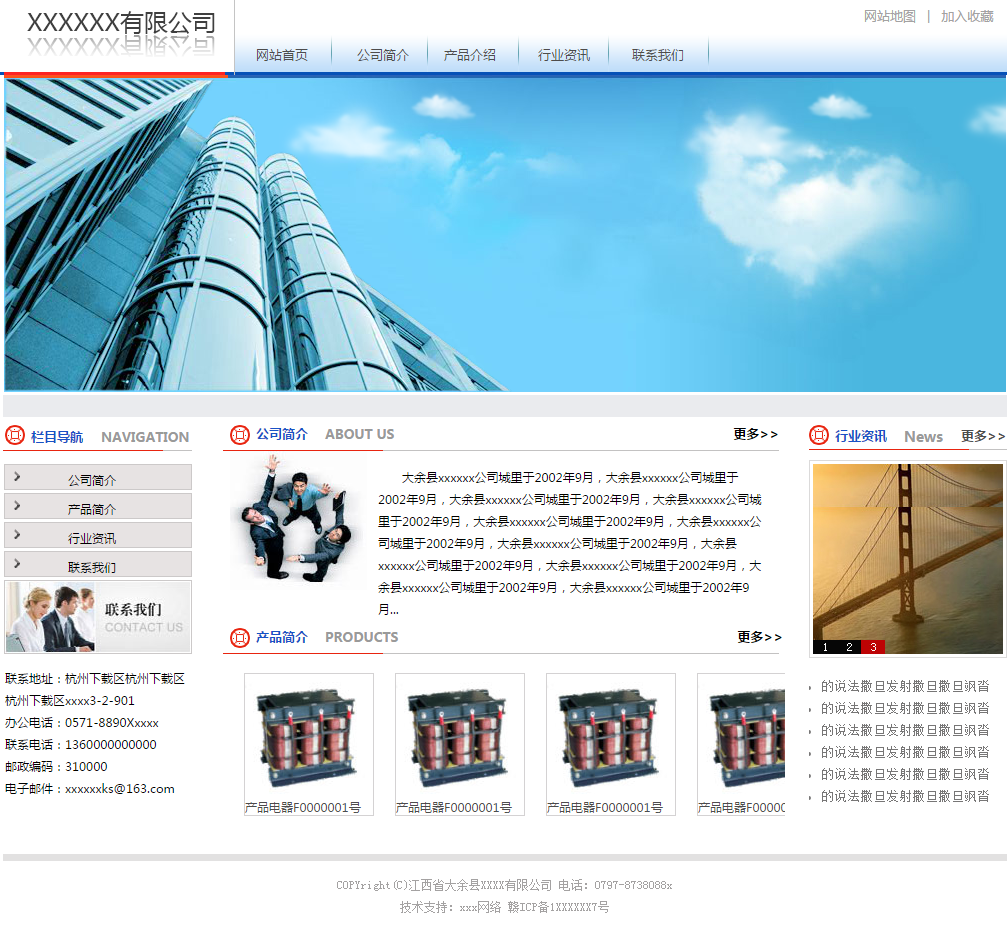 XXXXXX有限公司
网站地图 | 加入收藏
网站首页 公司简介 产品介绍 行业资讯 联系我们
栏目导航 NAVIGATION
公司简介
产品简介
行业资讯
联系我们
联系我们
CONTACT US
联系地址：杭州下载区杭州下载区
杭州下载区xxxx3-2-901
办公电话：0571-8890Xxxxx
联系电话：1360000000000
邮政编码：310000
电子邮件：xxxxxxks@163.com
公司简介 ABOUT US 更多>>
大余县xxxxxx公司城里于2002年9月，大余县xxxxxx公司城里于
2002年9月，大余县xxxxxx公司城里于2002年9月，大余县xxxxxx公司城
里于2002年9月，大余县xxxxxx公司城里于2002年9月，大余县xxxxxx公
司城里于2002年9月，大余县xxxxxx公司城里于2002年9月，大余县
xxxxxx公司城里于2002年9月，大余县xxxxxx公司城里于2002年9月，大
余县xxxxxx公司城里于2002年9月，大余县xxxxxx公司城里于2002年9
月...
产品简介 PRODUCTS 更多>>
产品电器F0000001号 产品电器F0000001号 产品电器F0000001号 产品电器F00000
行业资讯 News 更多>>
1 2 3
的说法撒旦发射撒旦撒旦飒沓
的说法撒旦发射撒旦撒旦飒沓
的说法撒旦发射撒旦撒旦飒沓
的说法撒旦发射撒旦撒旦飒沓
的说法撒旦发射撒旦撒旦飒沓
的说法撒旦发射撒旦撒旦飒沓
COPYright(C)江西省大余县XXXX有限公司 电话：0797-8738088x
技术支持：xxx网络 赣ICP备1XXXXXX7号